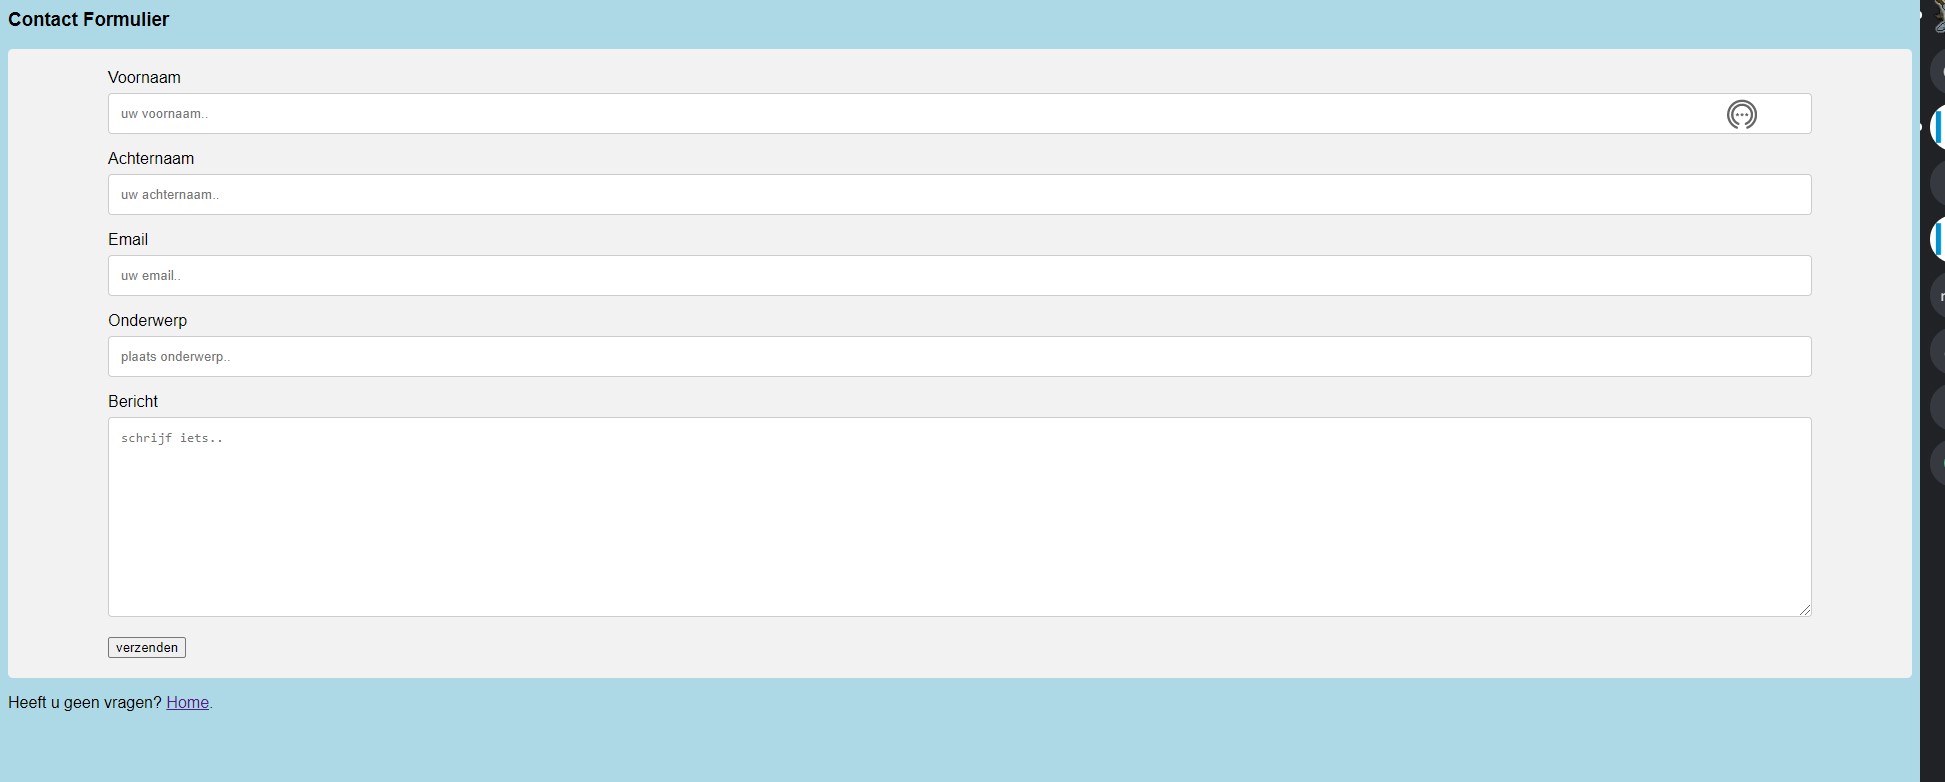 Contact Formulier
Voornaam
uw voornaam..
Achternaam
uw achternaam..
Email
uw email..
Onderwerp
plaats onderwerp..
Bericht
schrijf iets..
verzenden
Heeft u geen vragen? Home.